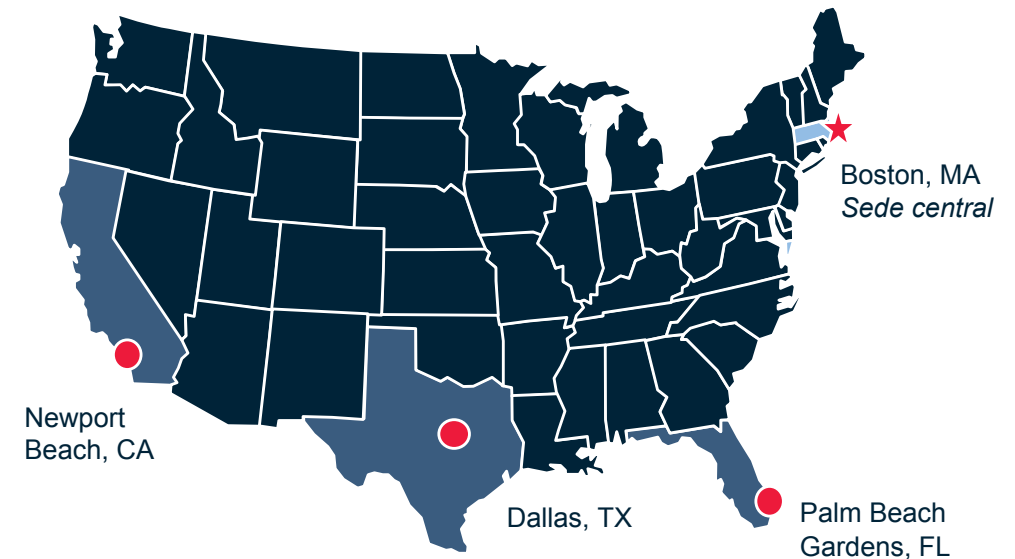 Boston, MA
Sede central
Newport
Beach, CA
Dallas, TX
Palm Beach
Gardens, FL